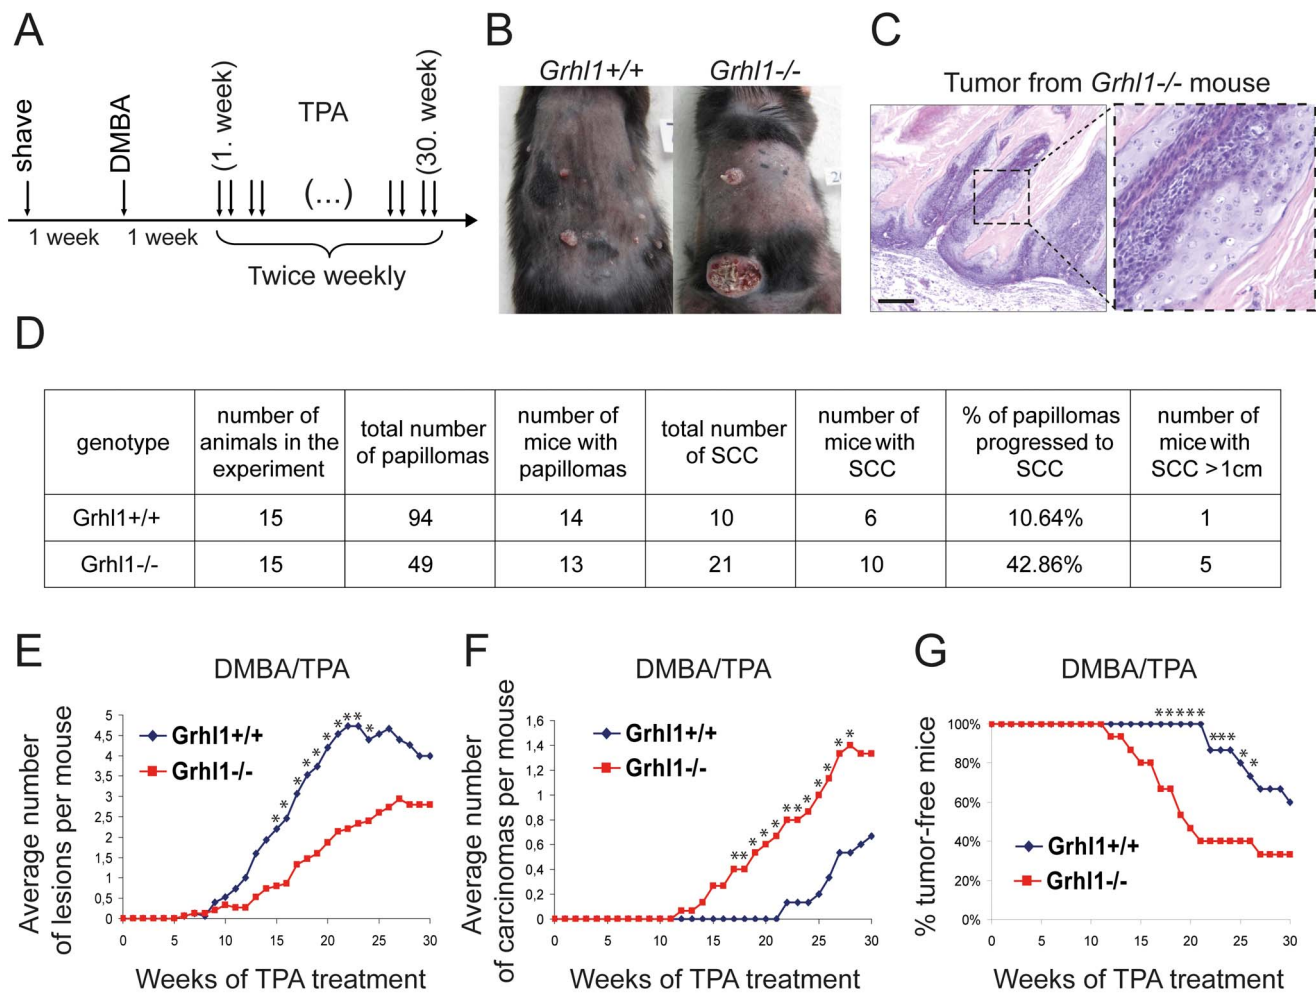 A
shave
DMBA
(1. week)
TPA
(30. week)
(...)
1 week
1 week
Twice weekly
B
Grhl1+/+
Grhl1-/-
C
Tumor from Grhl1-/- mouse
D
genotype
number of
animals in the
experiment
total number
of papillomas
number of
mice with
papillomas
total number
of SCC
number of
mice with
SCC
% of papillomas
progressed to
SCC
number of
mice with
SCC >1cm
Grhl1+/+ 15 94 14 10 6 10.64% 1
Grhl1-/- 15 49 13 21 10 42.86% 5
E
DMBA/TPA
Average number
of lesions per mouse
5
4,5
4
3,5
3
2,5
2
1,5
1
0,5
0
Grhl1+/+
Grhl1-/-
* * * * * * * * * *
0 5 10 15 20 25 30
Weeks of TPA treatment
F
DMBA/TPA
Average number
of carcinomas per mouse
1,6
1,4
1,2
1
0,8
0,6
0,4
0,2
0
Grhl1+/+
Grhl1-/-
* * * * * * * * * * * *
0 5 10 15 20 25 30
Weeks of TPA treatment
G
DMBA/TPA
% tumor-free mice
100%
80%
60%
40%
20%
0%
*****
***
*
*
Grhl1+/+
Grhl1-/-
0 5 10 15 20 25 30
Weeks of TPA treatment